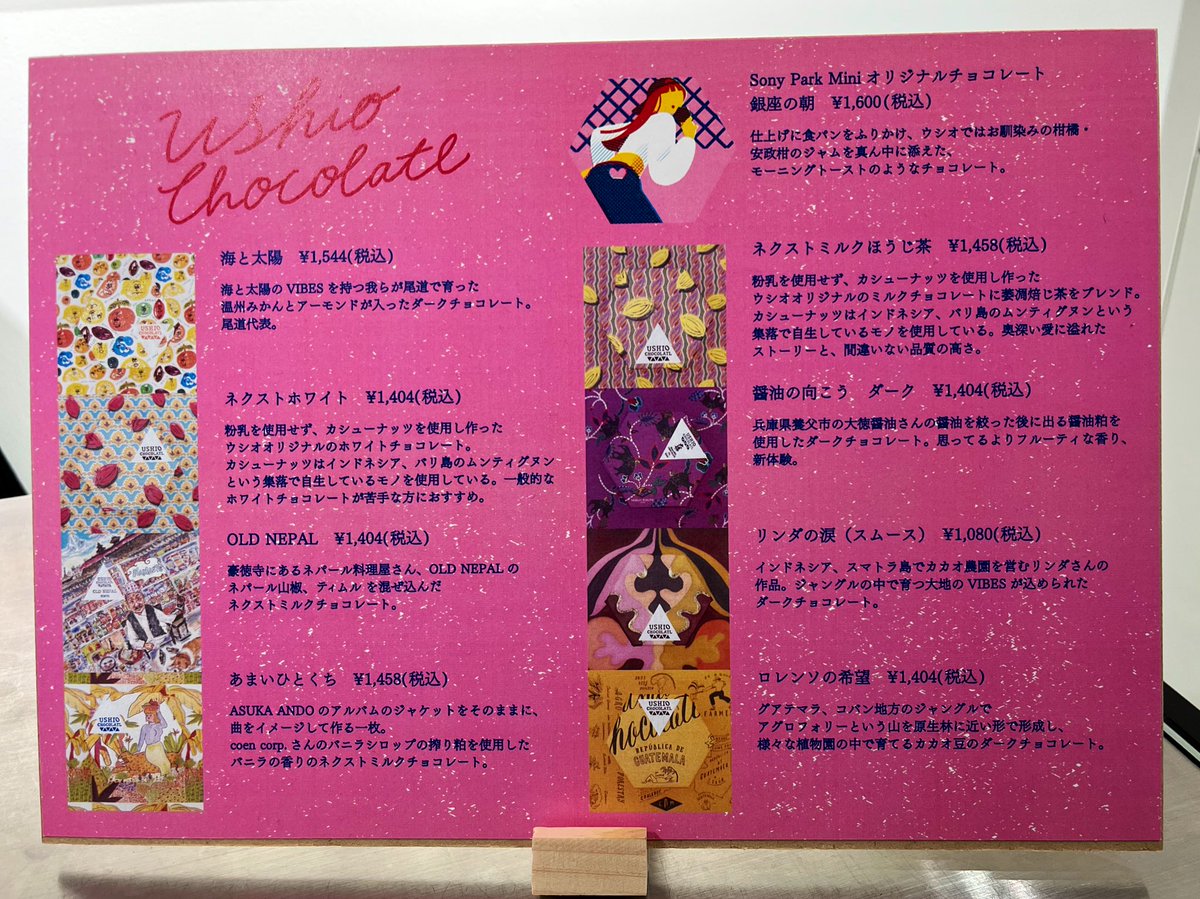 Ushio
Chocolatl
海と太陽 ¥1,544(税込)
海と太陽のVIBESを持つ我らが尾道で育った
温州みかんとアーモンドが入ったダークチョコレート。
尾道代表。
ネクストホワイト ¥1,404(税込)
粉乳を使用せず、カシューナッツを使用し作った
ウシオオリジナルのホワイトチョコレート。
カシューナッツはインドネシア、バリ島のムンティグヌン
という集落で自生しているモノを使用している。一般的な
ホワイトチョコレートが苦手な方におすすめ。
OLD NEPAL ¥1,404(税込)
豪徳寺にあるネパール料理屋さん、OLD NEPALの
ネパール山椒、ティムルを混ぜ込んだ
ネクストミルクチョコレート。
あまいひとくち ¥1,458(税込)
ASUKA ANDOのアルバムのジャケットをそのままに、
曲をイメージして作る一枚。
coen corp.さんのバニラシロップの搾り粕を使用した
バニラの香りのネクストミルクチョコレート。
Sony Park Mini オリジナルチョコレート
銀座の朝 ¥1,600(税込)
仕上げに食パンをふりかけ、ウシオではお馴染みの柑橘・
安政柑のジャムを真ん中に添えた、
モーニングトーストのようなチョコレート。
ネクストミルクほうじ茶 ¥1,458(税込)
粉乳を使用せず、カシューナッツを使用し作った
ウシオオリジナルのミルクチョコレートに萎凋焙じ茶をブレンド。
カシューナッツはインドネシア、バリ島のムンティグヌンという
集落で自生しているモノを使用している。奥深い愛に溢れた
ストーリーと、間違いない品質の高さ。
醤油の向こう ダーク ¥1,404(税込)
兵庫県養父市の大徳醤油さんの醤油を絞った後に出る醤油粕を
使用したダークチョコレート。思ってるよりフルーティな香り、
新体験。
リンダの涙（スムース） ¥1,080(税込)
インドネシア、スマトラ島でカカオ農園を営むリンダさんの
作品。ジャングルの中で育つ大地のVIBESが込められた
ダークチョコレート。
ロレンソの希望 ¥1,404(税込)
グアテマラ、コバン地方のジャングルで
アグロフォリーという山を原生林に近い形で形成し、
様々な植物園の中で育てるカカオ豆のダークチョコレート。
USHIO
CHOCOLATL
USHIO
CHOCOLATL
OLD NEPAL
USHIO
CHOCOLATL
USHIO
CHOCOLATL
USHIO
CHOCOLATL
USHIO
CHOCOLATL
REPÚBLICA DE
GUATEMALA